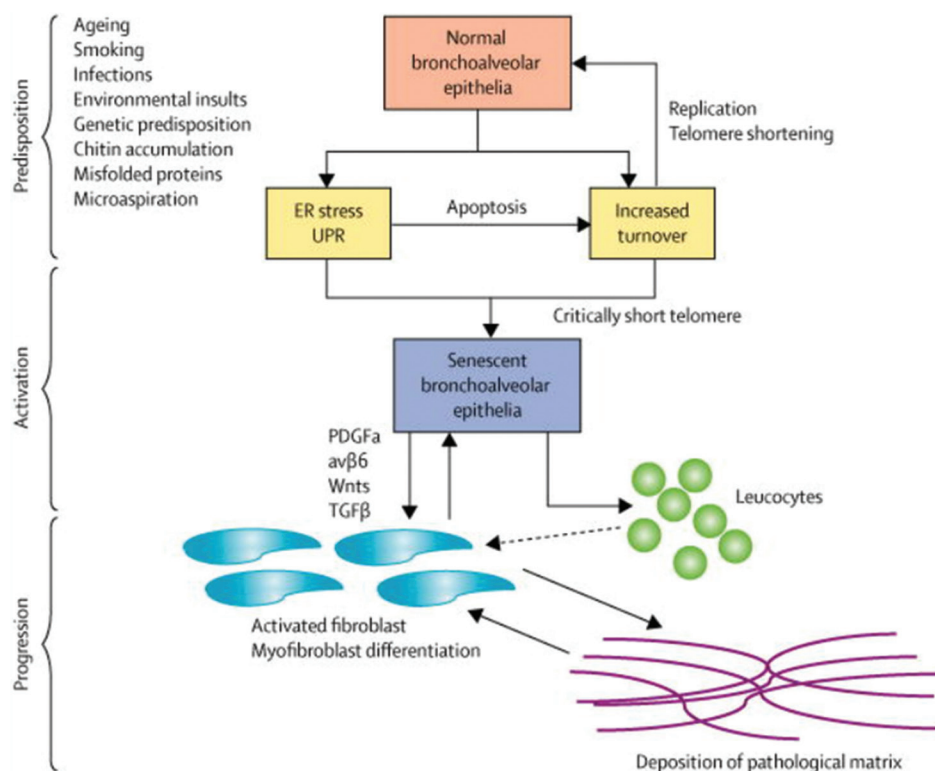 Predisposition
Ageing
Smoking
Infections
Environmental insults
Genetic predisposition
Chitin accumulation
Misfolded proteins
Microaspiration
Normal
bronchoalveolar
epithelia
Replication
Telomere shortening
ER stress
UPR
Apoptosis
Increased
turnover
Activation
Critically short telomere
Senescent
bronchoalveolar
epithelia
PDGFa
avβ6
Wnts
TGFβ
Leucocytes
Progression
Activated fibroblast
Myofibroblast differentiation
Deposition of pathological matrix